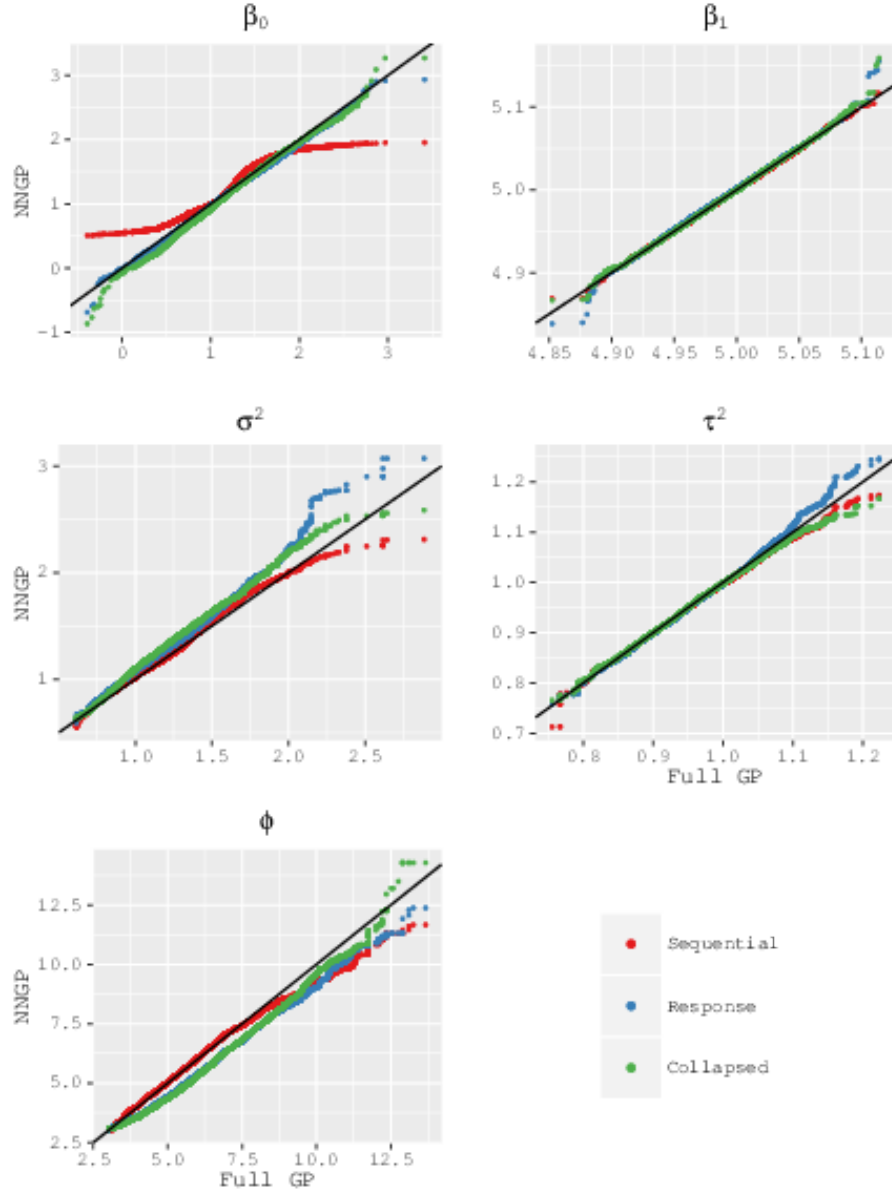 β₀
β₁
3
2
1
0
−1
NNGP
0 1 2 3
5.1
5.0
4.9
4.85 4.90 4.95 5.00 5.05 5.10
σ²
τ²
3
2
1
NNGP
1.0 1.5 2.0 2.5
1.2
1.1
1.0
0.9
0.8
0.7
0.8 0.9 1.0 1.1 1.2
Full GP
ϕ
12.5
10.0
7.5
5.0
2.5
NNGP
2.5 5.0 7.5 10.0 12.5
Full GP
Sequential
Response
Collapsed